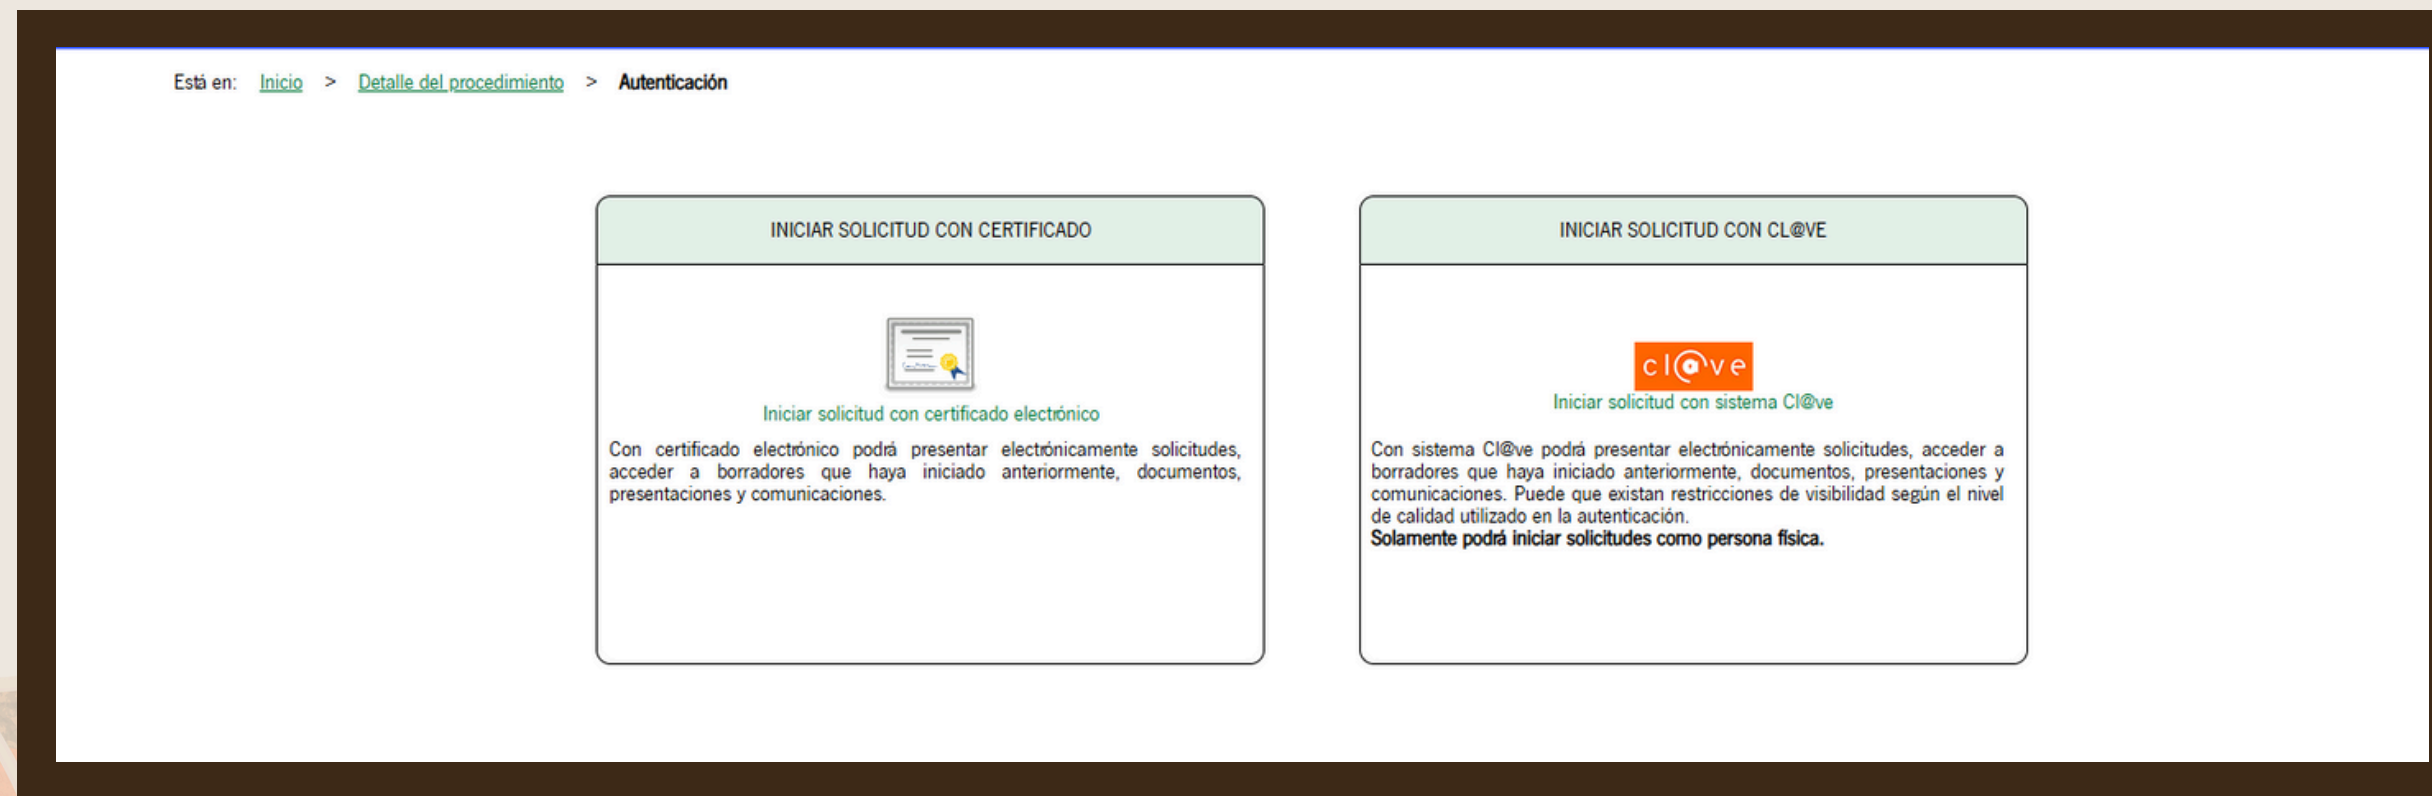 Está en: Inicio > Detalle del procedimiento > Autenticación
INICIAR SOLICITUD CON CERTIFICADO
Iniciar solicitud con certificado electrónico
Con certificado electrónico podrá presentar electrónicamente solicitudes,
acceder a borradores que haya iniciado anteriormente, documentos,
presentaciones y comunicaciones.
INICIAR SOLICITUD CON CL@VE
cl@ve
Iniciar solicitud con sistema Cl@ve
Con sistema Cl@ve podrá presentar electrónicamente solicitudes, acceder a
borradores que haya iniciado anteriormente, documentos, presentaciones y
comunicaciones. Puede que existan restricciones de visibilidad según el nivel
de calidad utilizado en la autenticación.
Solamente podrá iniciar solicitudes como persona física.